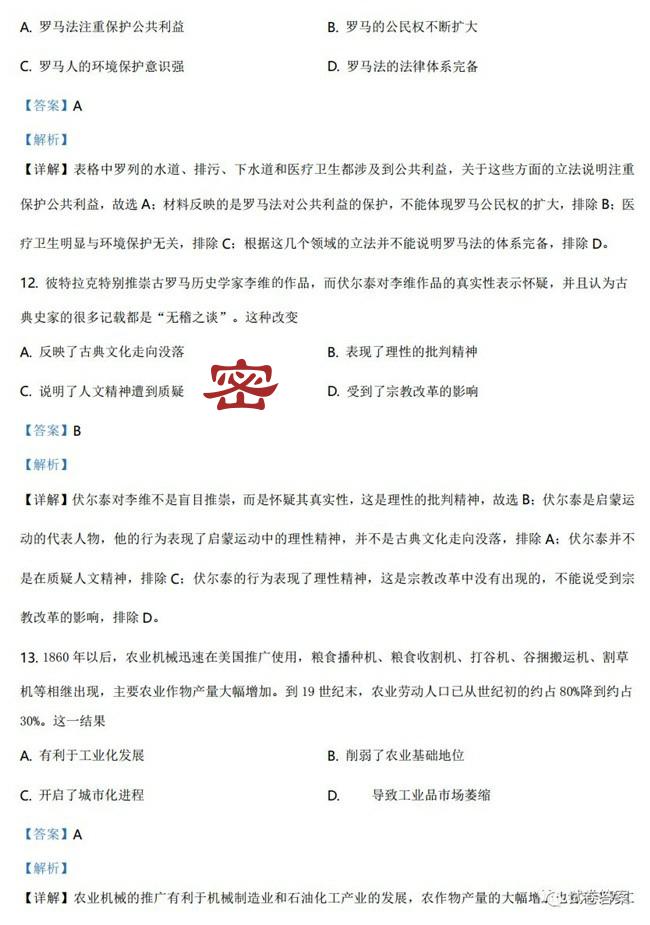 A. 罗马法注重保护公共利益 B. 罗马的公民权不断扩大
C. 罗马人的环境保护意识强 D. 罗马法的法律体系完备
【答案】A
【解析】
【详解】表格中罗列的水道、排污、下水道和医疗卫生都涉及到公共利益，关于这些方面的立法说明注重
保护公共利益，故选 A；材料反映的是罗马法对公共利益的保护，不能体现罗马公民权的扩大，排除 B；医
疗卫生明显与环境保护无关，排除 C；根据这几个领域的立法并不能说明罗马法的体系完备，排除 D。
12. 彼特拉克特别推崇古罗马历史学家李维的作品，而伏尔泰对李维作品的真实性表示怀疑，并且认为古
典史家的很多记载都是“无稽之谈”。这种改变
A. 反映了古典文化走向没落 B. 表现了理性的批判精神
C. 说明了人文精神遭到质疑 D. 受到了宗教改革的影响
密
【答案】B
【解析】
【详解】伏尔泰对李维不是盲目推崇，而是怀疑其真实性，这是理性的批判精神，故选 B；伏尔泰是启蒙运
动的代表人物，他的行为表现了启蒙运动中的理性精神，并不是古典文化走向没落，排除 A；伏尔泰并不
是在质疑人文精神，排除 C；伏尔泰的行为表现了理性精神，这是宗教改革中没有出现的，不能说受到宗
教改革的影响，排除 D。
13. 1860 年以后，农业机械迅速在美国推广使用，粮食播种机、粮食收割机、打谷机、谷捆搬运机、割草
机等相继出现，主要农业作物产量大幅增加。到 19 世纪末，农业劳动人口已从世纪初的约占 80%降到约占
30%。这一结果
A. 有利于工业化发展 B. 削弱了农业基础地位
C. 开启了城市化进程 D. 导致工业品市场萎缩
【答案】A
【解析】
【详解】农业机械的推广有利于机械制造业和石油化工产业的发展，农作物产量的大幅增
试卷答案